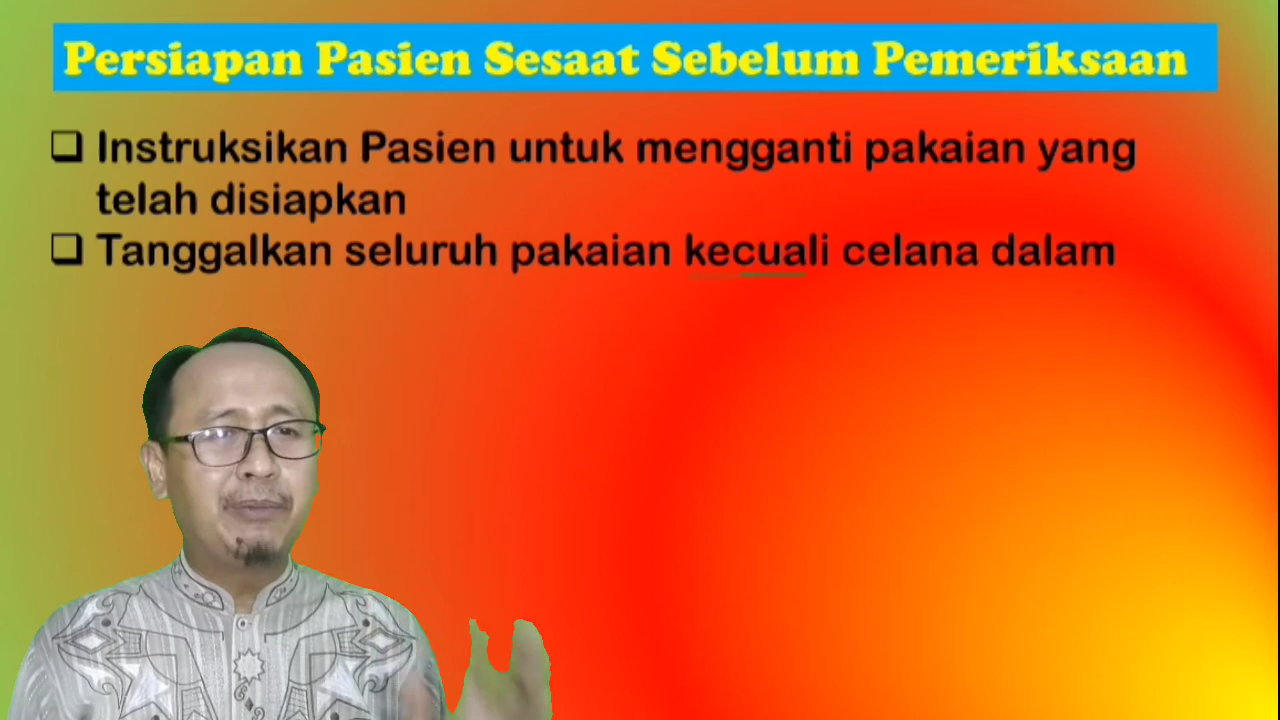 Persiapan Pasien Sesaat Sebelum Pemeriksaan
❑ Instruksikan Pasien untuk mengganti pakaian yang
telah disiapkan
❑ Tanggalkan seluruh pakaian kecuali celana dalam